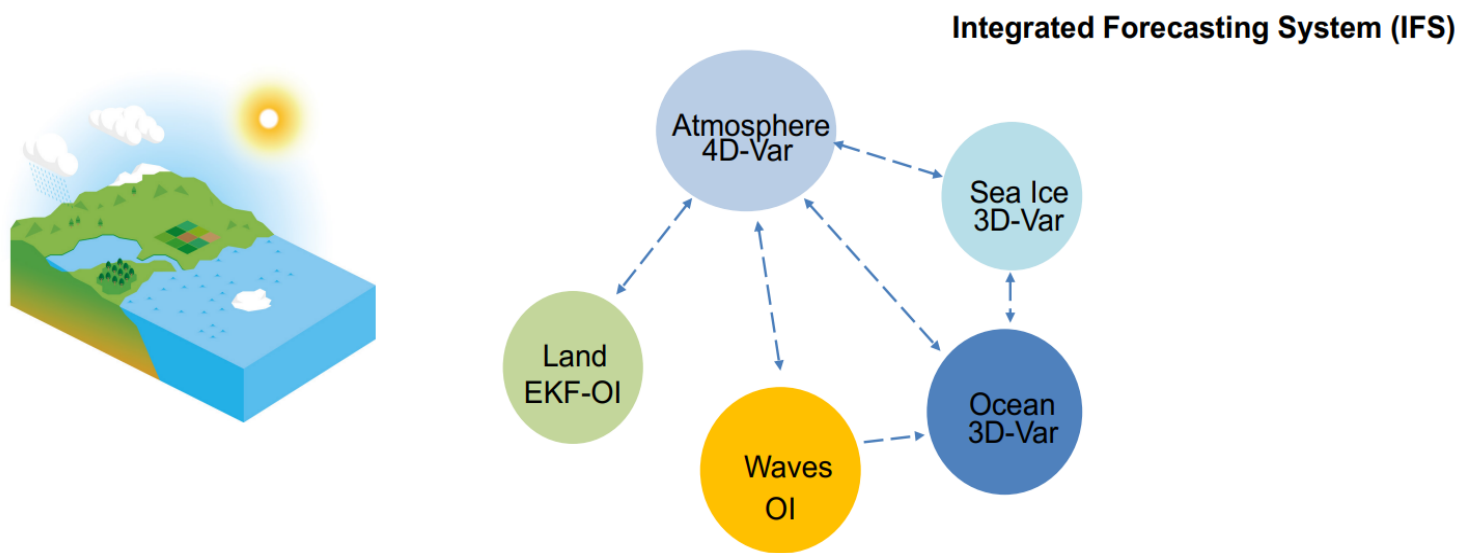 Integrated Forecasting System (IFS)
Atmosphere
4D-Var
Sea Ice
3D-Var
Land
EKF-OI
Ocean
3D-Var
Waves
OI